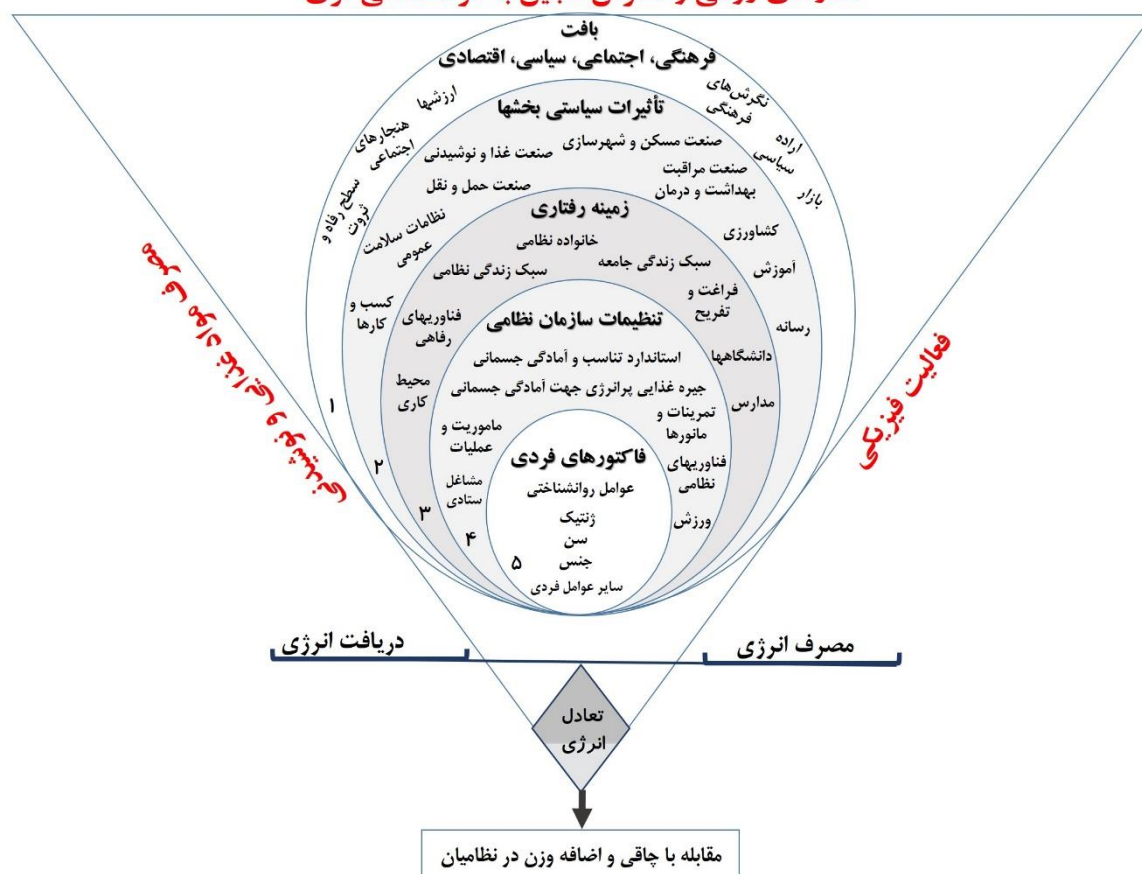 بافت
فرهنگی، اجتماعی، سیاسی، اقتصادی
ارزشها
هنجارهای
اجتماعی
سطح رفاه و
ثروت
نگرش‌های
فرهنگی
اراده
سیاسی
بازار
تأثیرات سیاستی بخشها
صنعت مسکن و شهرسازی
صنعت غذا و نوشیدنی
صنعت مراقبت
بهداشت و درمان
صنعت حمل و نقل
نظامات سلامت
عمومی
کسب و
کارها
کشاورزی
آموزش
رسانه
زمینه رفتاری
خانواده نظامی
سبک زندگی جامعه
سبک زندگی نظامی
فراغت و
تفریح
فناوریهای
رفاهی
دانشگاهها
محیط
کاری
مدارس
تنظیمات سازمان نظامی
استاندارد تناسب و آمادگی جسمانی
جیره غذایی پرانرژی جهت آمادگی جسمانی
تمرینات و
مانورها
ماموریت و
عملیات
فناوریهای
نظامی
مشاغل
ستادی
ورزش
فاکتورهای فردی
عوامل روانشناختی
ژنتیک
سن
جنس
سایر عوامل فردی
۱
۲
۳
۴
۵
مصرف مواد غذایی و نوشیدنی
فعالیت فیزیکی
مصرف انرژی
دریافت انرژی
تعادل
انرژی
مقابله با چاقی و اضافه وزن در نظامیان